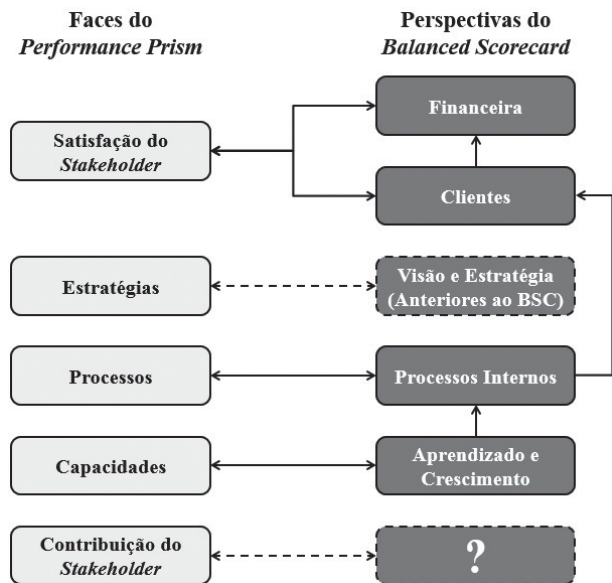 Faces do
Performance Prism
Perspectivas do
Balanced Scorecard
Satisfação do
Stakeholder
Financeira
Clientes
Estratégias
Visão e Estratégia
(Anteriores ao BSC)
Processos
Processos Internos
Capacidades
Aprendizado e
Crescimento
Contribuição do
Stakeholder
?